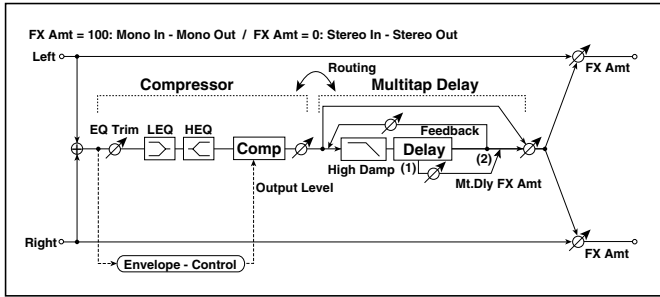 FX Amt = 100: Mono In - Mono Out / FX Amt = 0: Stereo In - Stereo Out
Left
FX Amt
Routing
Compressor
Multitap Delay
EQ Trim
LEQ
HEQ
Feedback
Comp
Delay
(1)
(2)
High Damp
Mt.Dly FX Amt
Output Level
Right
Envelope - Control
FX Amt